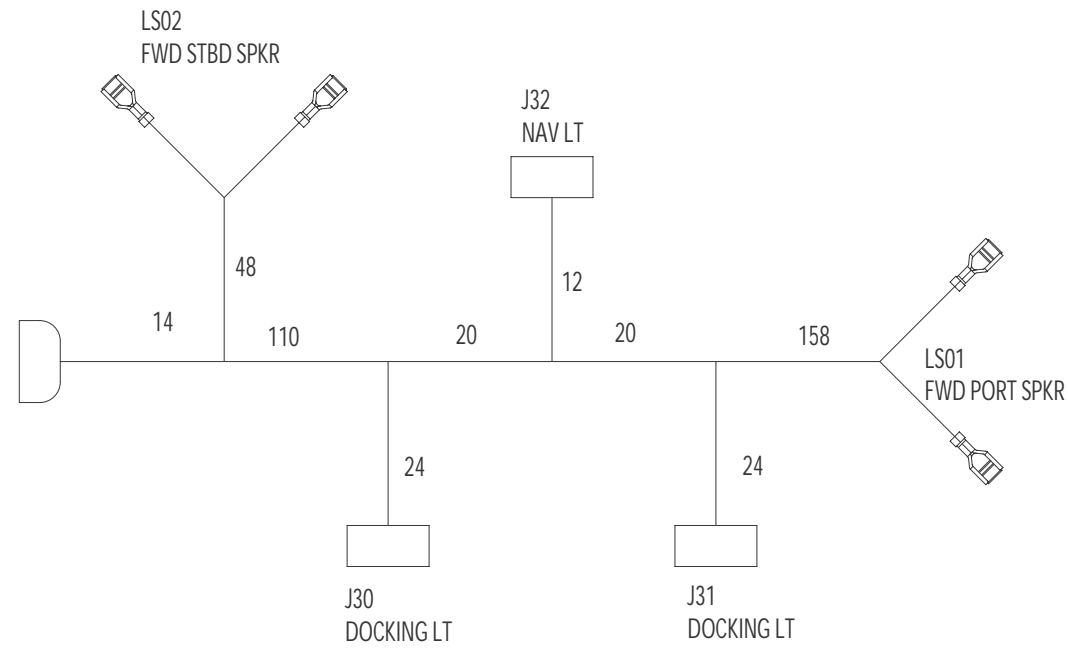 LS02
FWD STBD SPKR
J32
NAV LT
48
12
14
110
20
20
158
LS01
FWD PORT SPKR
24
24
J30
DOCKING LT
J31
DOCKING LT